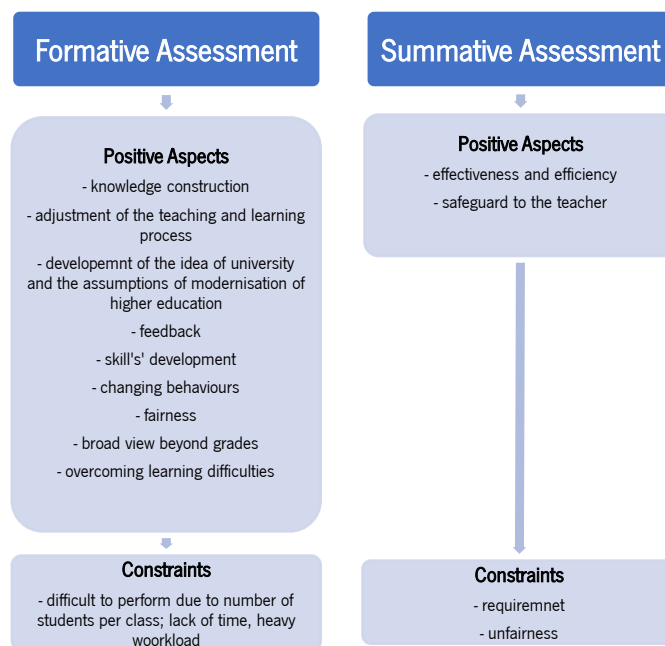 Formative Assessment
Positive Aspects
- knowledge construction
- adjustment of the teaching and learning
process
- developemnt of the idea of university
and the assumptions of modernisation of
higher education
- feedback
- skill's' development
- changing behaviours
- fairness
- broad view beyond grades
- overcoming learning difficulties
Constraints
- difficult to perform due to number of
students per class; lack of time, heavy
woorkload
Summative Assessment
Positive Aspects
- effectiveness and efficiency
- safeguard to the teacher
Constraints
- requiremnet
- unfairness